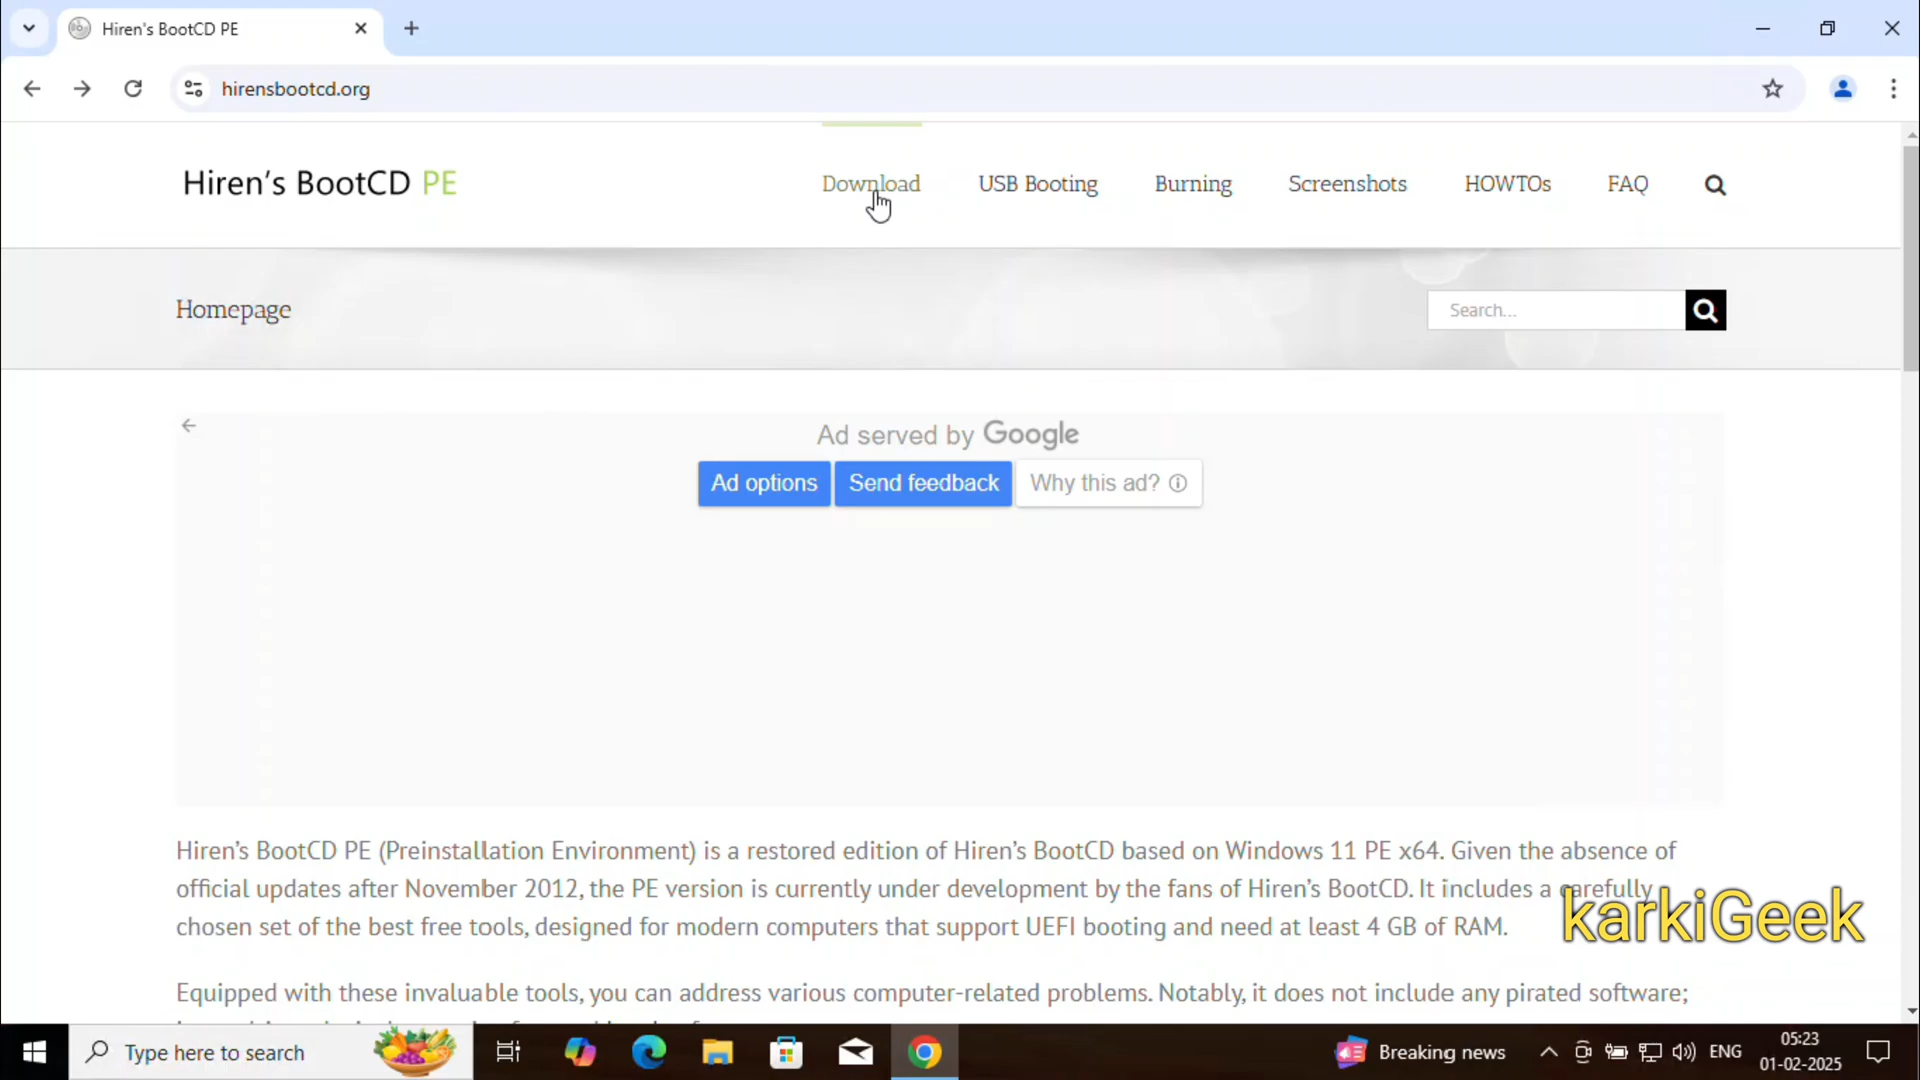 Hiren's BootCD PE
hirensbootcd.org
Hiren's BootCD PE
Download
USB Booting
Burning
Screenshots
HOWTOs
FAQ
Homepage
Search...
Ad served by Google
Ad options
Send feedback
Why this ad?
Hiren's BootCD PE (Preinstallation Environment) is a restored edition of Hiren's BootCD based on Windows 11 PE x64. Given the absence of
official updates after November 2012, the PE version is currently under development by the fans of Hiren's BootCD. It includes a carefully
chosen set of the best free tools, designed for modern computers that support UEFI booting and need at least 4 GB of RAM.
karkiGeek
Equipped with these invaluable tools, you can address various computer-related problems. Notably, it does not include any pirated software;
Type here to search
Breaking news
ENG
05:23
01-02-2025